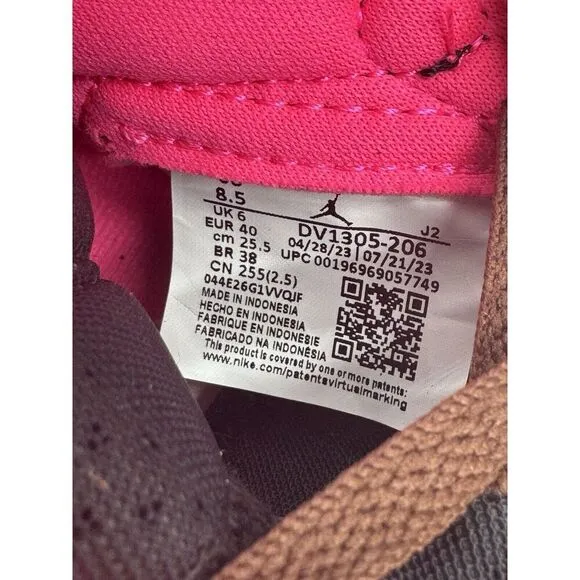 8.5
UK 6
EUR 40
cm 25.5
BR 38
CN 255(2.5)
J2
DV1305-206
04/28/23 | 07/21/23
UPC 00196969057749
044E26G1VVQJF
MADE IN INDONESIA
HECHO EN INDONESIA
FABRIQUE EN INDONESIE
FABRICADO NA INDONÉSIA
This product is covered by one or more patents:
www.nike.com/patentsvirtualmarking